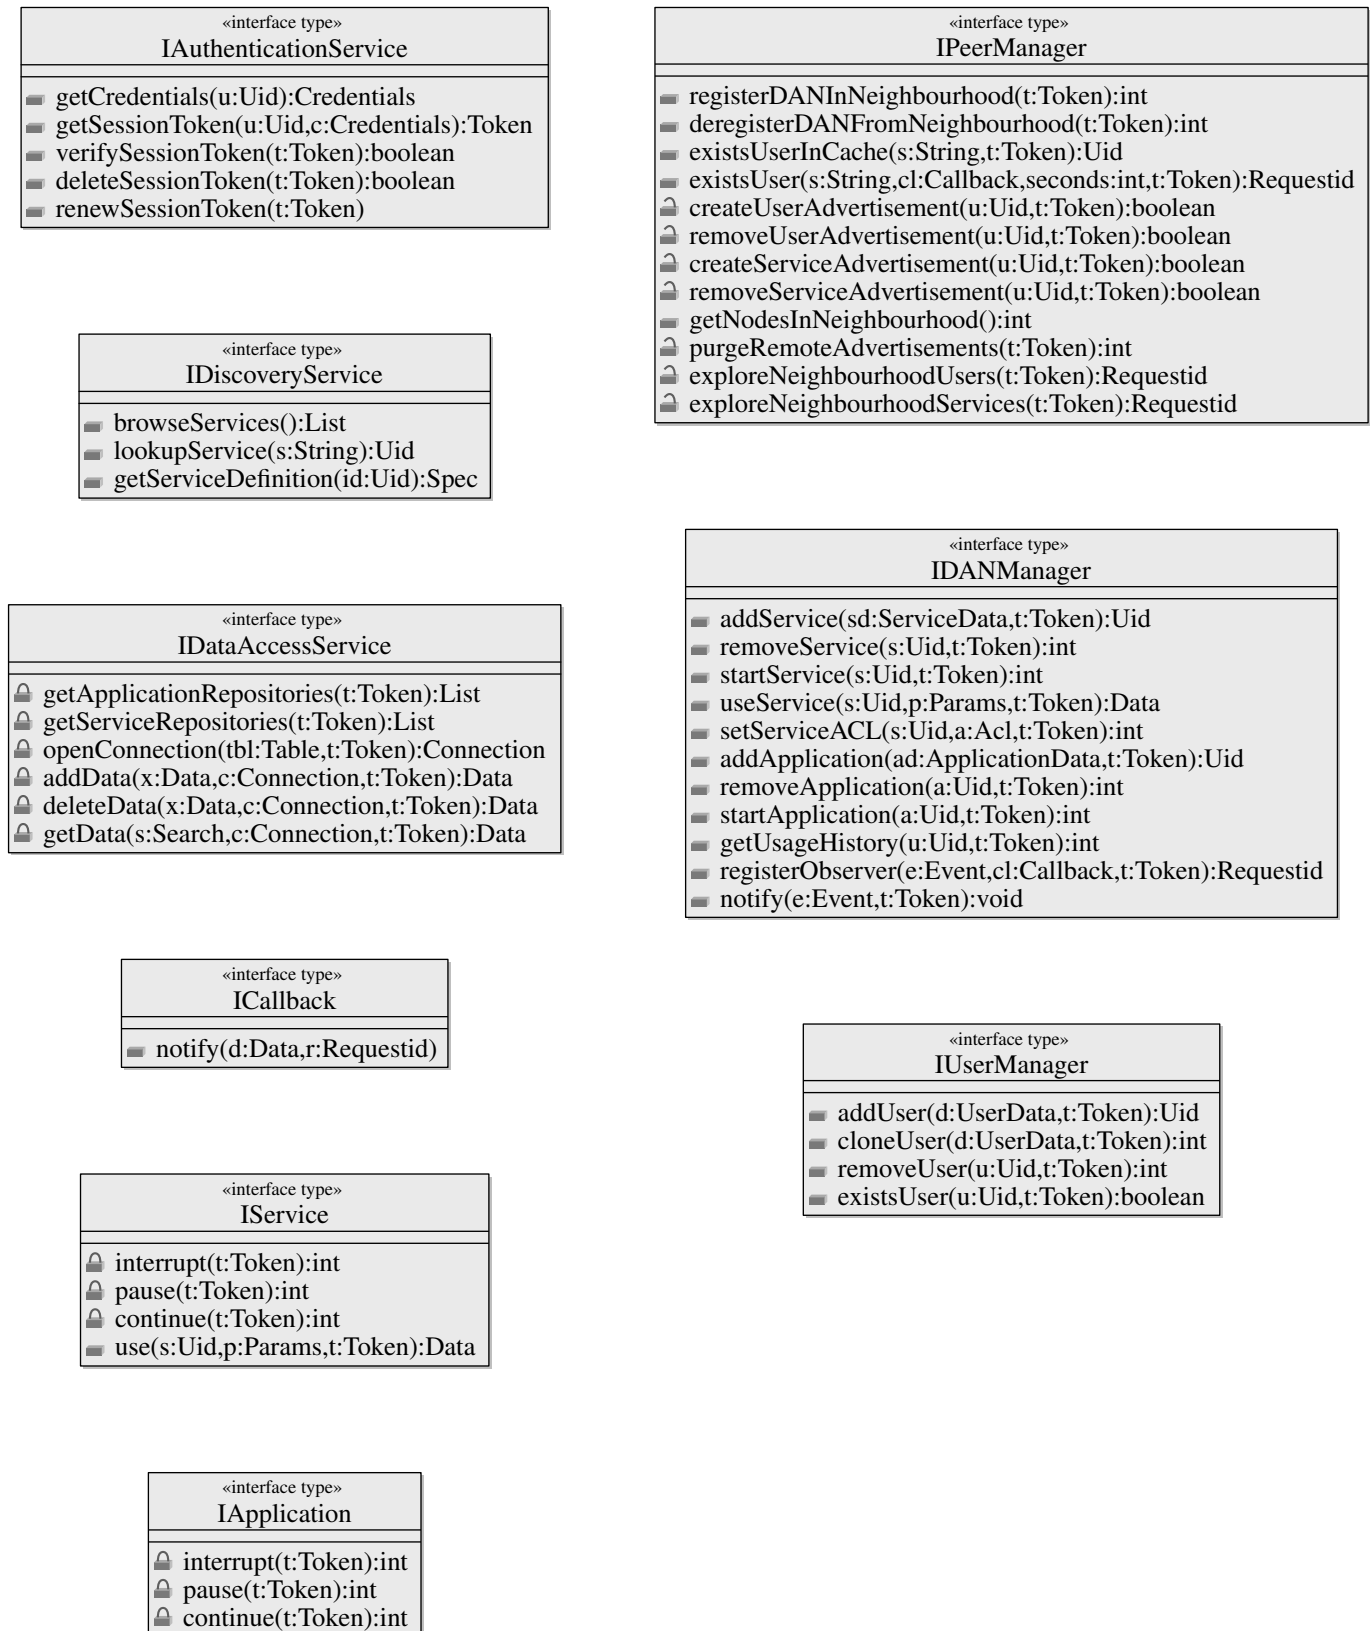 «interface type»
IAuthenticationService
getCredentials(u:Uid):Credentials
getSessionToken(u:Uid,c:Credentials):Token
verifySessionToken(t:Token):boolean
deleteSessionToken(t:Token):boolean
renewSessionToken(t:Token)
«interface type»
IDiscoveryService
browseServices():List
lookupService(s:String):Uid
getServiceDefinition(id:Uid):Spec
«interface type»
IDataAccessService
getApplicationRepositories(t:Token):List
getServiceRepositories(t:Token):List
openConnection(tbl:Table,t:Token):Connection
addData(x:Data,c:Connection,t:Token):Data
deleteData(x:Data,c:Connection,t:Token):Data
getData(s:Search,c:Connection,t:Token):Data
«interface type»
ICallback
notify(d:Data,r:Requestid)
«interface type»
IService
interrupt(t:Token):int
pause(t:Token):int
continue(t:Token):int
use(s:Uid,p:Params,t:Token):Data
«interface type»
IApplication
interrupt(t:Token):int
pause(t:Token):int
continue(t:Token):int
«interface type»
IPeerManager
registerDANInNeighbourhood(t:Token):int
deregisterDANFromNeighbourhood(t:Token):int
existsUserInCache(s:String,t:Token):Uid
existsUser(s:String,cl:Callback,seconds:int,t:Token):Requestid
createUserAdvertisement(u:Uid,t:Token):boolean
removeUserAdvertisement(u:Uid,t:Token):boolean
createServiceAdvertisement(u:Uid,t:Token):boolean
removeServiceAdvertisement(u:Uid,t:Token):boolean
getNodesInNeighbourhood():int
purgeRemoteAdvertisements(t:Token):int
exploreNeighbourhoodUsers(t:Token):Requestid
exploreNeighbourhoodServices(t:Token):Requestid
«interface type»
IDANManager
addService(sd:ServiceData,t:Token):Uid
removeService(s:Uid,t:Token):int
startService(s:Uid,t:Token):int
useService(s:Uid,p:Params,t:Token):Data
setServiceACL(s:Uid,a:Acl,t:Token):int
addApplication(ad:ApplicationData,t:Token):Uid
removeApplication(a:Uid,t:Token):int
startApplication(a:Uid,t:Token):int
getUsageHistory(u:Uid,t:Token):int
registerObserver(e:Event,cl:Callback,t:Token):Requestid
notify(e:Event,t:Token):void
«interface type»
IUserManager
addUser(d:UserData,t:Token):Uid
cloneUser(d:UserData,t:Token):int
removeUser(u:Uid,t:Token):int
existsUser(u:Uid,t:Token):boolean